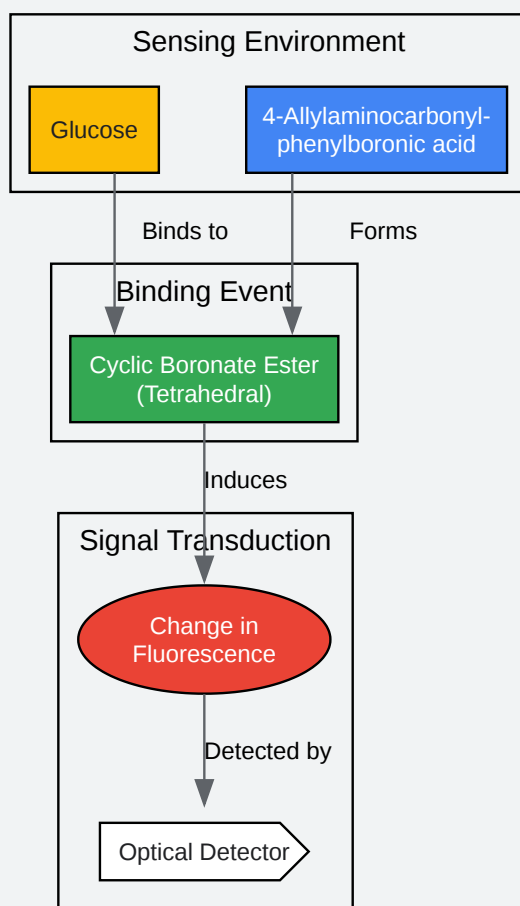 Sensing Environment
Glucose
4-Allylaminocarbonyl-
phenylboronic acid
Binds to
Forms
Binding Event
Cyclic Boronate Ester
(Tetrahedral)
Induces
Signal Transduction
Change in
Fluorescence
Detected by
Optical Detector